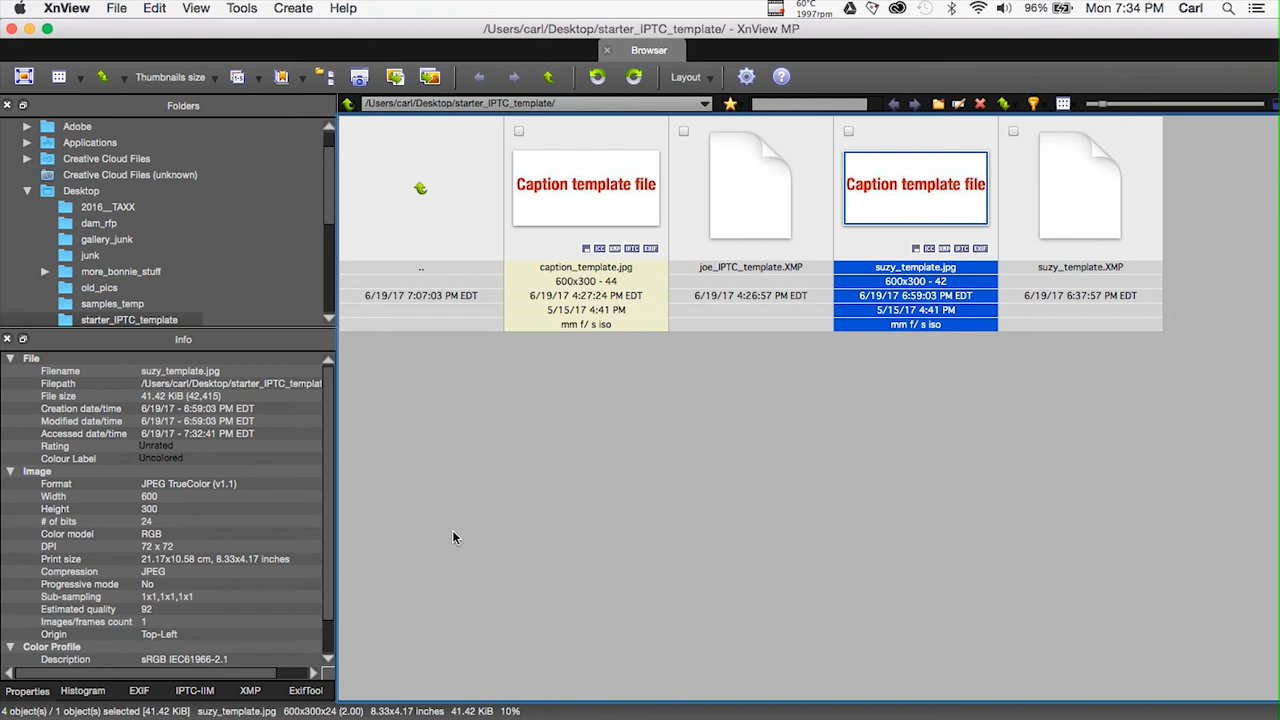 XnView File Edit View Tools Create Help 60°C 1997rpm 96% Mon 7:34 PM Carl
/Users/carl/Desktop/starter_IPTC_template/ - XnView MP
Browser
Thumbnails size Layout
Folders /Users/carl/Desktop/starter_IPTC_template/
Adobe
Applications
Creative Cloud Files
Creative Cloud Files (unknown)
Desktop
2016__TAXX
dam_rfp
gallery_junk
junk
more_bonnie_stuff
old_pics
samples_temp
starter_IPTC_template
Caption template file Caption template file
ICC XMP IPTC EXIF ICC XMP IPTC EXIF
.. caption_template.jpg joe_IPTC_template.XMP suzy_template.jpg suzy_template.XMP
600x300 - 44 600x300 - 42
6/19/17 7:07:03 PM EDT 6/19/17 4:27:24 PM EDT 6/19/17 4:26:57 PM EDT 6/19/17 6:59:03 PM EDT 6/19/17 6:37:57 PM EDT
5/15/17 4:41 PM 5/15/17 4:41 PM
mm f/ s iso mm f/ s iso
Info
File
Filename suzy_template.jpg
Filepath /Users/carl/Desktop/starter_IPTC_templat
File size 41.42 KiB (42,415)
Creation date/time 6/19/17 - 6:59:03 PM EDT
Modified date/time 6/19/17 - 6:59:03 PM EDT
Accessed date/time 6/19/17 - 7:32:41 PM EDT
Rating Unrated
Colour Label Uncolored
Image
Format JPEG TrueColor (v1.1)
Width 600
Height 300
# of bits 24
Color model RGB
DPI 72 x 72
Print size 21.17x10.58 cm, 8.33x4.17 inches
Compression JPEG
Progressive mode No
Sub-sampling 1x1,1x1,1x1
Estimated quality 92
Images/frames count 1
Origin Top-Left
Color Profile
Description sRGB IEC61966-2.1
Properties Histogram EXIF IPTC-IIM XMP ExifTool
4 object(s) / 1 object(s) selected [41.42 KiB] suzy_template.jpg 600x300x24 (2.00) 8.33x4.17 inches 41.42 KiB 10%